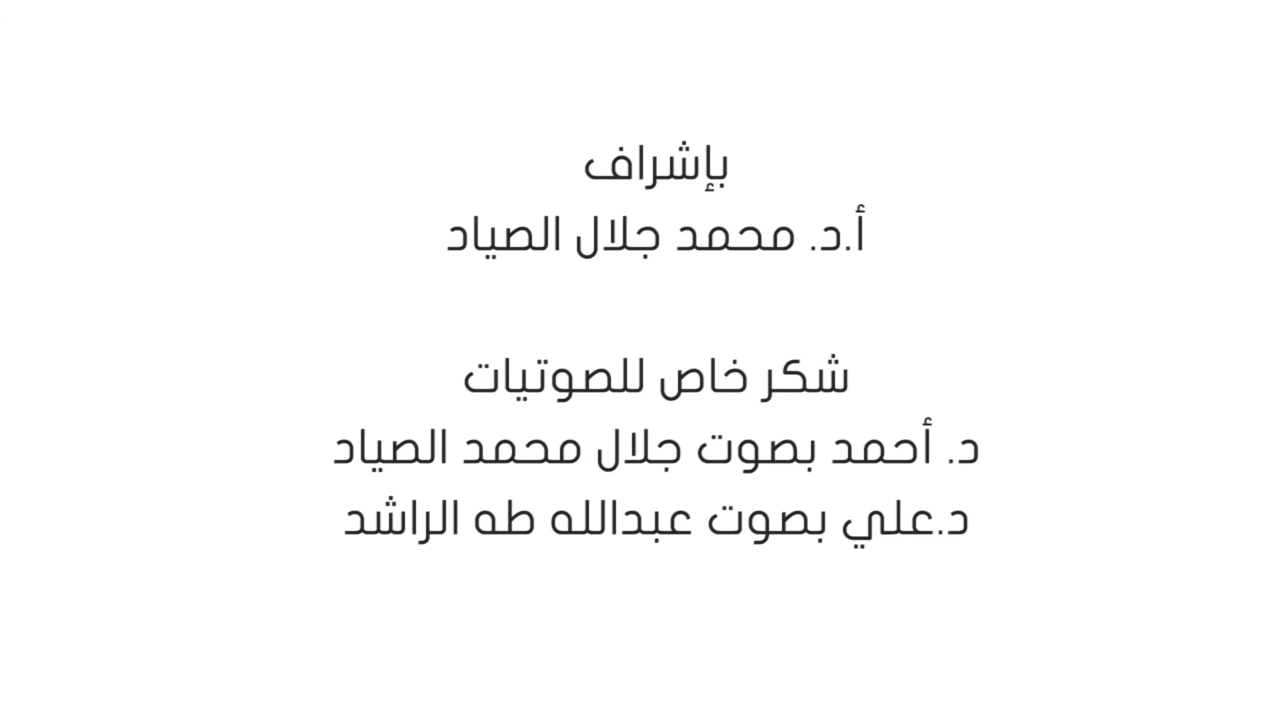 بإشراف
أ.د. محمد جلال الصياد
شكر خاص للصوتيات
د. أحمد بصوت جلال محمد الصياد
د.علي بصوت عبدالله طه الراشد